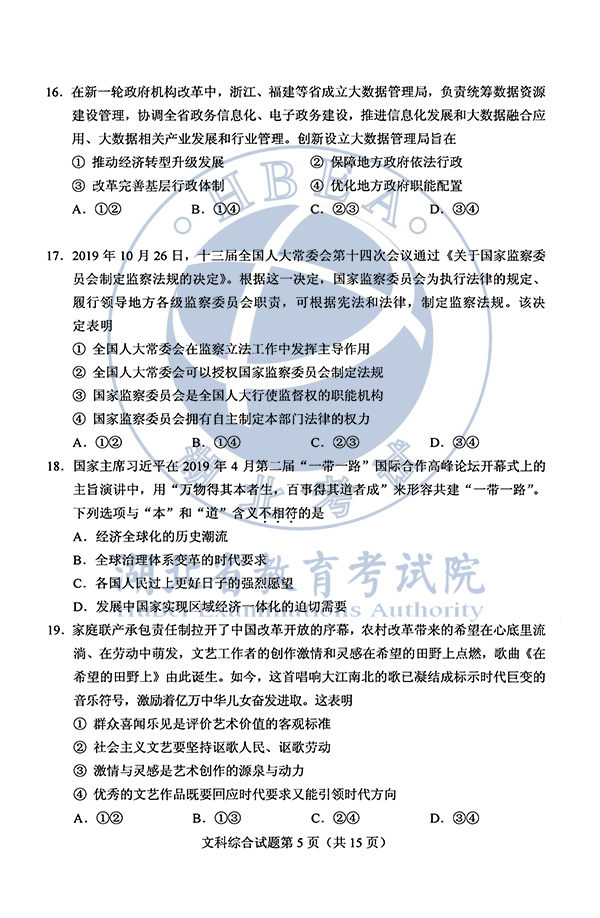 16．在新一轮政府机构改革中，浙江、福建等省成立大数据管理局，负责统筹数据资源
建设管理，协调全省政务信息化、电子政务建设，推进信息化发展和大数据融合应
用、大数据相关产业发展和行业管理。创新设立大数据管理局旨在
① 推动经济转型升级发展 ② 保障地方政府依法行政
③ 改革完善基层行政体制 ④ 优化地方政府职能配置
A．①② B．①④ C．②③ D．③④
17．2019 年 10 月 26 日，十三届全国人大常委会第十四次会议通过《关于国家监察委
员会制定监察法规的决定》。根据这一决定，国家监察委员会为执行法律的规定、
履行领导地方各级监察委员会职责，可根据宪法和法律，制定监察法规。该决
定表明
① 全国人大常委会在监察立法工作中发挥主导作用
② 全国人大常委会可以授权国家监察委员会制定法规
③ 国家监察委员会是全国人大行使监督权的职能机构
④ 国家监察委员会拥有自主制定本部门法律的权力
A．①② B．①④ C．②③ D．③④
18．国家主席习近平在 2019 年 4 月第二届“一带一路”国际合作高峰论坛开幕式上的
主旨演讲中，用“万物得其本者生，百事得其道者成”来形容共建“一带一路”。
下列选项与“本”和“道”含义不相符的是
A．经济全球化的历史潮流
B．全球治理体系变革的时代要求
C．各国人民过上更好日子的强烈愿望
D．发展中国家实现区域经济一体化的迫切需要
19．家庭联产承包责任制拉开了中国改革开放的序幕，农村改革带来的希望在心底里流
淌、在劳动中萌发，文艺工作者的创作激情和灵感在希望的田野上点燃，歌曲《在
希望的田野上》由此诞生。如今，这首唱响大江南北的歌已凝结成标示时代巨变的
音乐符号，激励着亿万中华儿女奋发进取。这表明
① 群众喜闻乐见是评价艺术价值的客观标准
② 社会主义文艺要坚持讴歌人民、讴歌劳动
③ 激情与灵感是艺术创作的源泉与动力
④ 优秀的文艺作品既要回应时代要求又能引领时代方向
A．①② B．①③ C．②④ D．③④
文科综合试题第 5 页（共 15 页）
HBEA
湖北考试
湖北省教育考试院
Hubei Examinations Authority